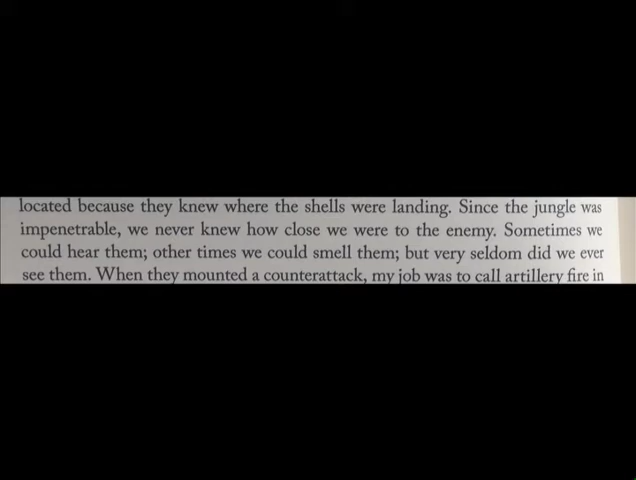 located because they knew where the shells were landing. Since the jungle was
impenetrable, we never knew how close we were to the enemy. Sometimes we
could hear them; other times we could smell them; but very seldom did we ever
see them. When they mounted a counterattack, my job was to call artillery fire in